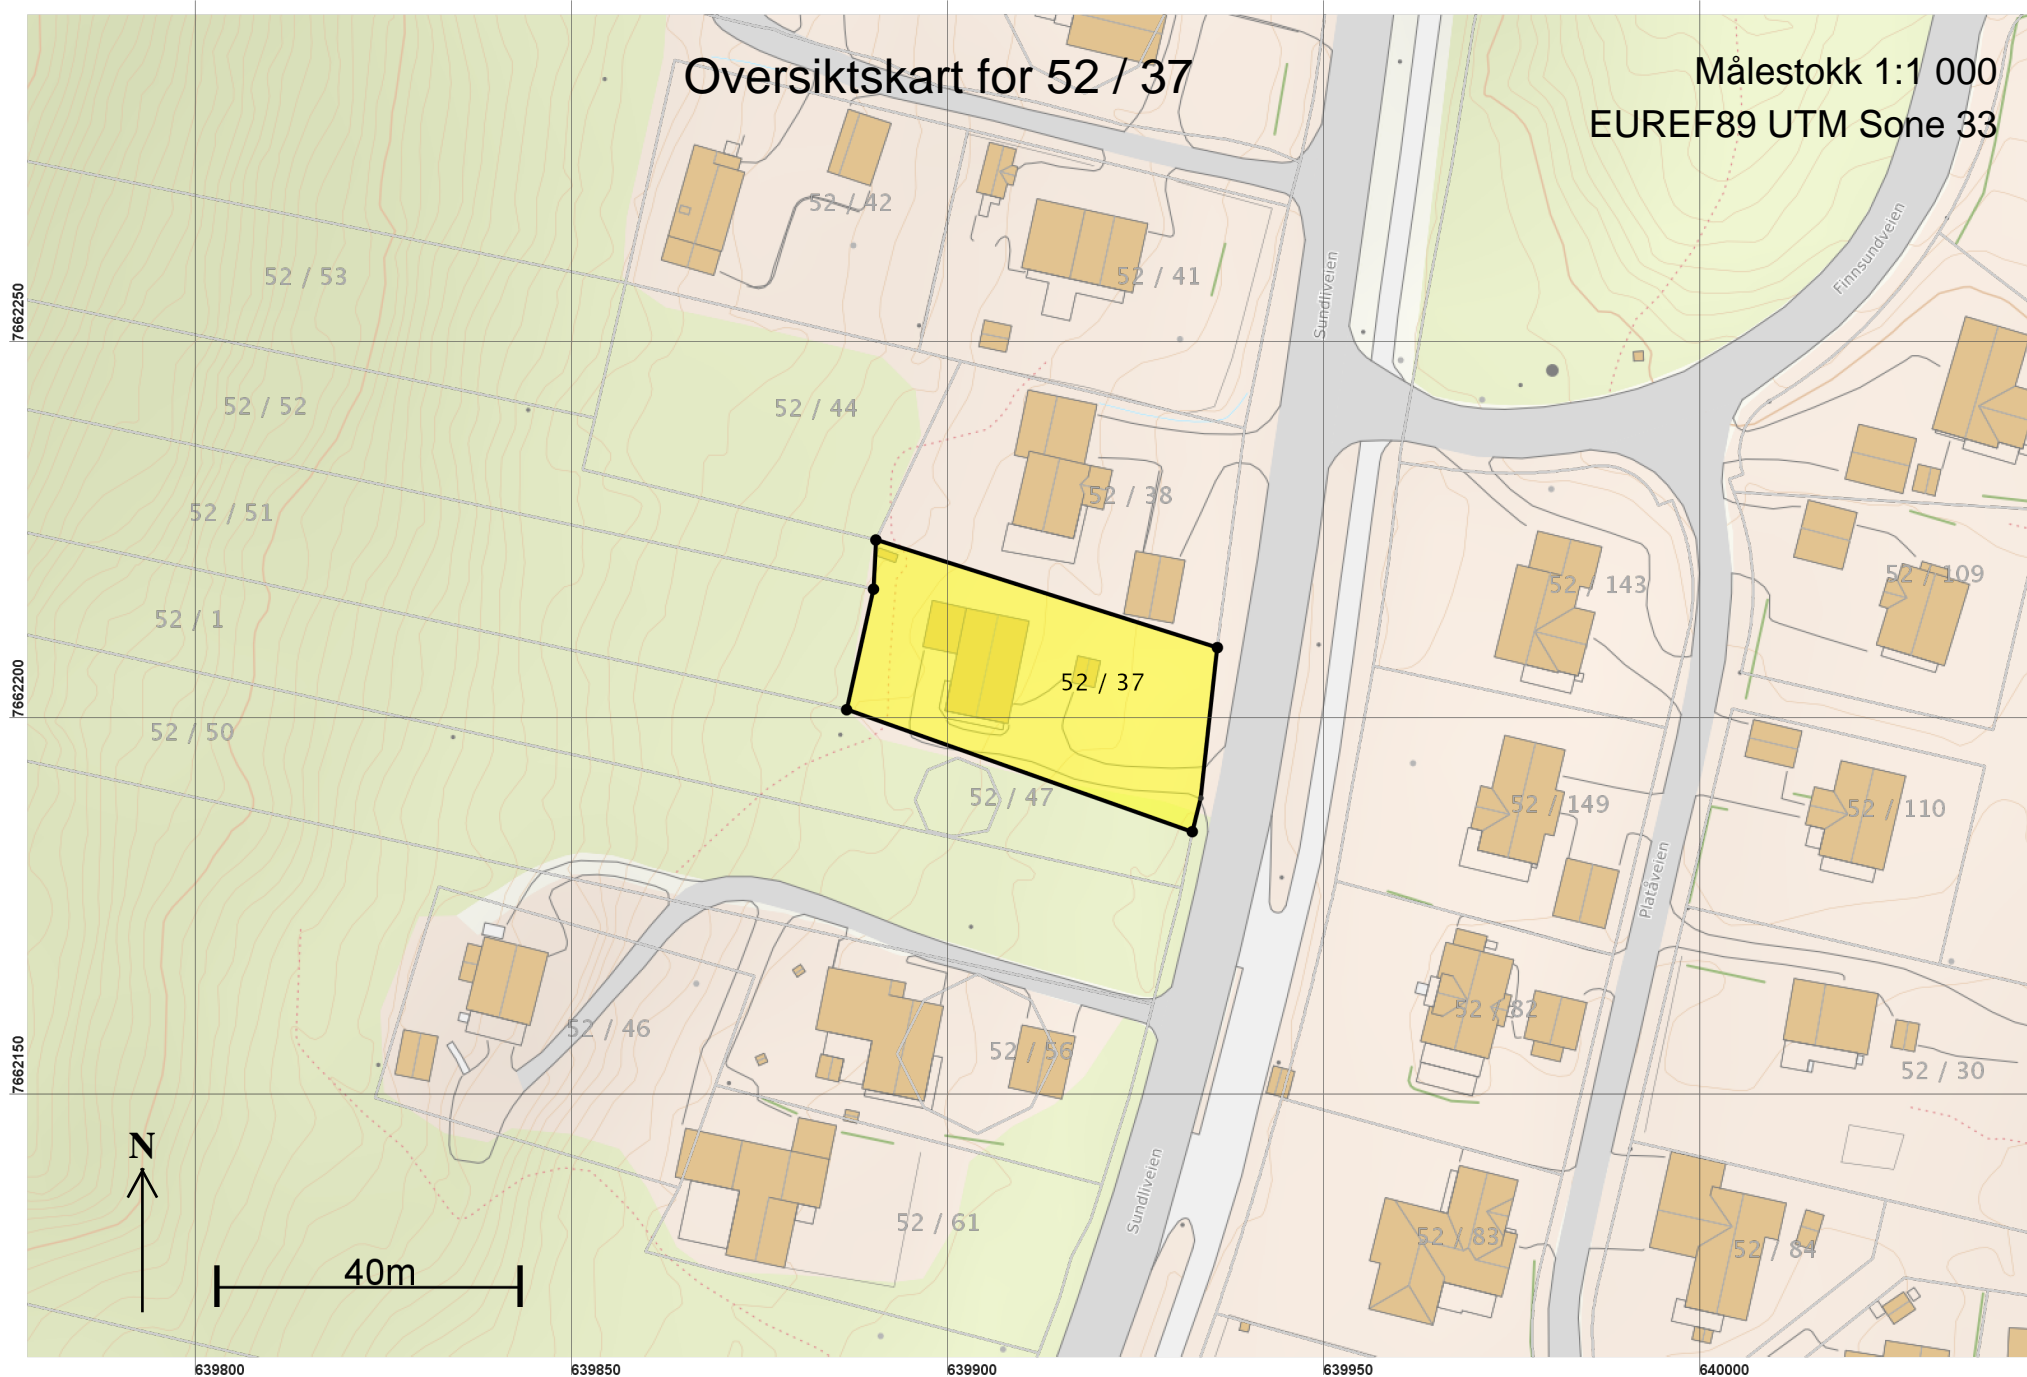 Oversiktskart for 52 / 37
Målestokk 1:1 000
EUREF89 UTM Sone 33
52 / 42
52 / 53
52 / 41
Sundliveien
Finnsundveien
7662250
52 / 52
52 / 44
52 / 38
52 / 51
52 / 143
52 / 109
52 / 1
52 / 37
7662200
52 / 50
52 / 47
52 / 149
52 / 110
Platåveien
52 / 46
52 / 56
52 / 82
52 / 30
7662150
N
Sundliveien
52 / 61
52 / 83
52 / 84
40m
639800
639850
639900
639950
640000